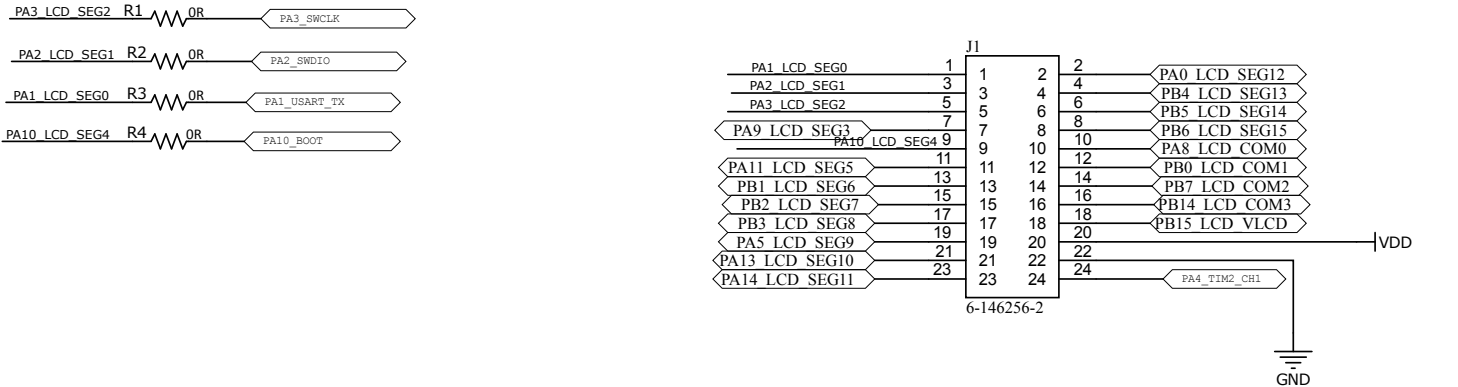 PA3_LCD_SEG2 R1 0R PA3_SWCLK
PA2_LCD_SEG1 R2 0R PA2_SWDIO
PA1_LCD_SEG0 R3 0R PA1_USART_TX
PA10_LCD_SEG4 R4 0R PA10_BOOT
J1
PA1_LCD_SEG0 1 1 2 2 PA0_LCD_SEG12
PA2_LCD_SEG1 3 3 4 4 PB4_LCD_SEG13
PA3_LCD_SEG2 5 5 6 6 PB5_LCD_SEG14
PA9_LCD_SEG3 7 7 8 8 PB6_LCD_SEG15
PA10_LCD_SEG4 9 9 10 10 PA8_LCD_COM0
PA11_LCD_SEG5 11 11 12 12 PB0_LCD_COM1
PB1_LCD_SEG6 13 13 14 14 PB7_LCD_COM2
PB2_LCD_SEG7 15 15 16 16 PB14_LCD_COM3
PB3_LCD_SEG8 17 17 18 18 PB15_LCD_VLCD
PA5_LCD_SEG9 19 19 20 20 VDD
PA13_LCD_SEG10 21 21 22 22
PA14_LCD_SEG11 23 23 24 24 PA4_TIM2_CH1
6-146256-2
GND